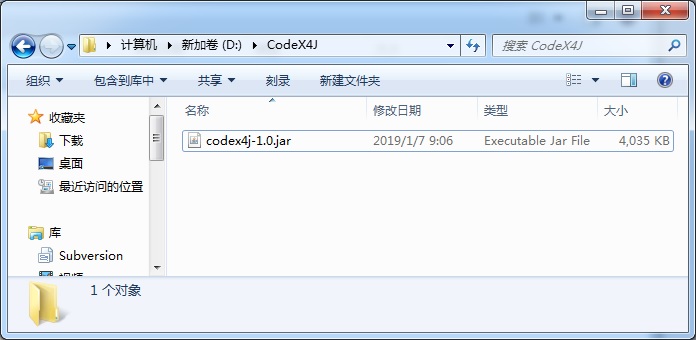 计算机 新加卷 (D:) CodeX4J 搜索 CodeX4J
组织 包含到库中 共享 刻录 新建文件夹
收藏夹
下载
桌面
最近访问的位置
库
Subversion
名称 修改日期 类型 大小
codex4j-1.0.jar 2019/1/7 9:06 Executable Jar File 4,035 KB
1 个对象